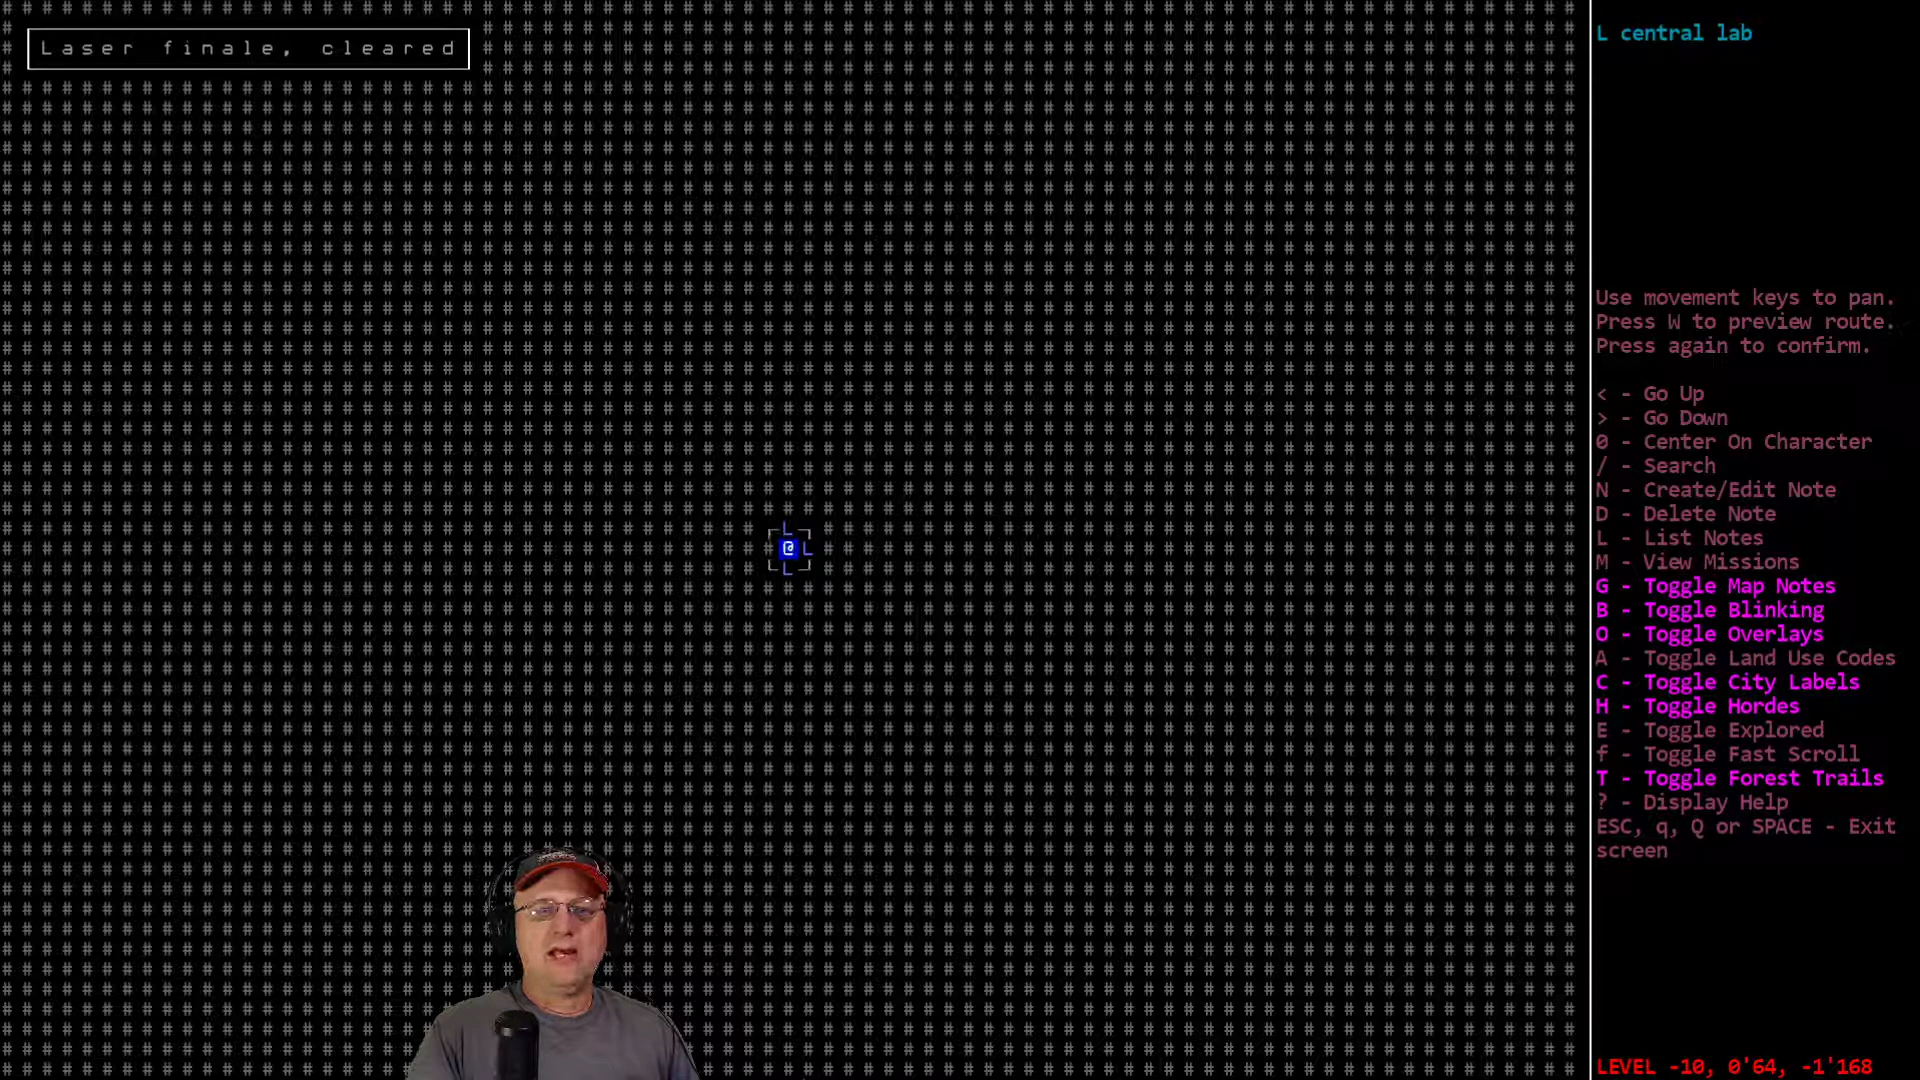 Laser finale, cleared
L central lab
L
@ L
L
Use movement keys to pan.
Press W to preview route.
Press again to confirm.
< - Go Up
> - Go Down
0 - Center On Character
/ - Search
N - Create/Edit Note
D - Delete Note
L - List Notes
M - View Missions
G - Toggle Map Notes
B - Toggle Blinking
O - Toggle Overlays
A - Toggle Land Use Codes
C - Toggle City Labels
H - Toggle Hordes
E - Toggle Explored
f - Toggle Fast Scroll
T - Toggle Forest Trails
? - Display Help
ESC, q, Q or SPACE - Exit
screen
LEVEL -10, 0'64, -1'168